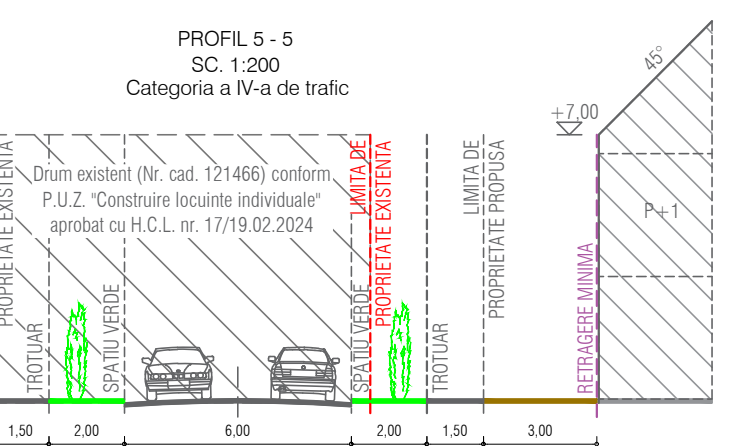 PROFIL 5 - 5
SC. 1:200
Categoria a IV-a de trafic
45°
+7,00
P+1
Drum existent (Nr. cad. 121466) conform
P.U.Z. "Construire locuinte individuale"
aprobat cu H.C.L. nr. 17/19.02.2024
PROPRIETATE EXISTENTA
TROTUAR
SPATIU VERDE
SPATIU VERDE
LIMITA DE
PROPRIETATE EXISTENTA
TROTUAR
LIMITA DE
PROPRIETATE PROPUSA
RETRAGERE MINIMA
1,50
2,00
6,00
2,00
1,50
3,00